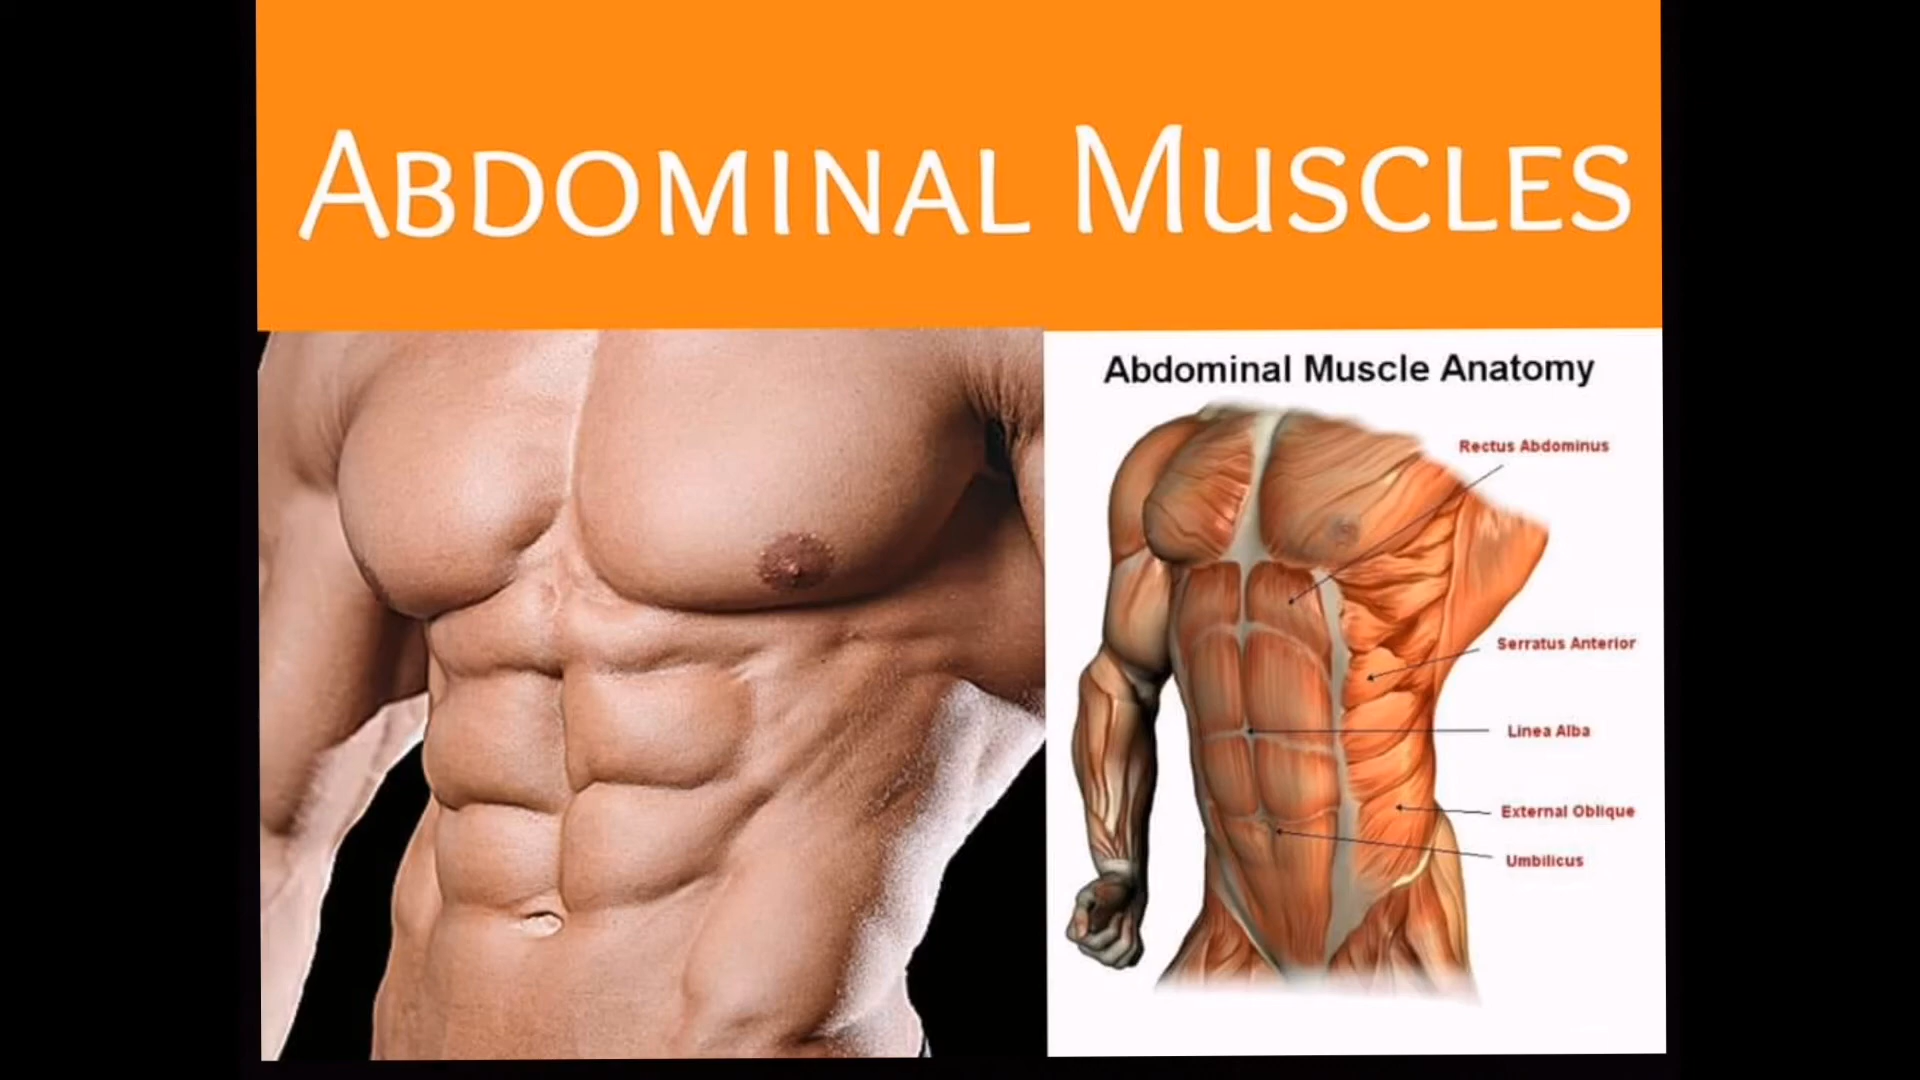 ABDOMINAL MUSCLES
Abdominal Muscle Anatomy
Rectus Abdominus
Serratus Anterior
Linea Alba
External Oblique
Umbilicus